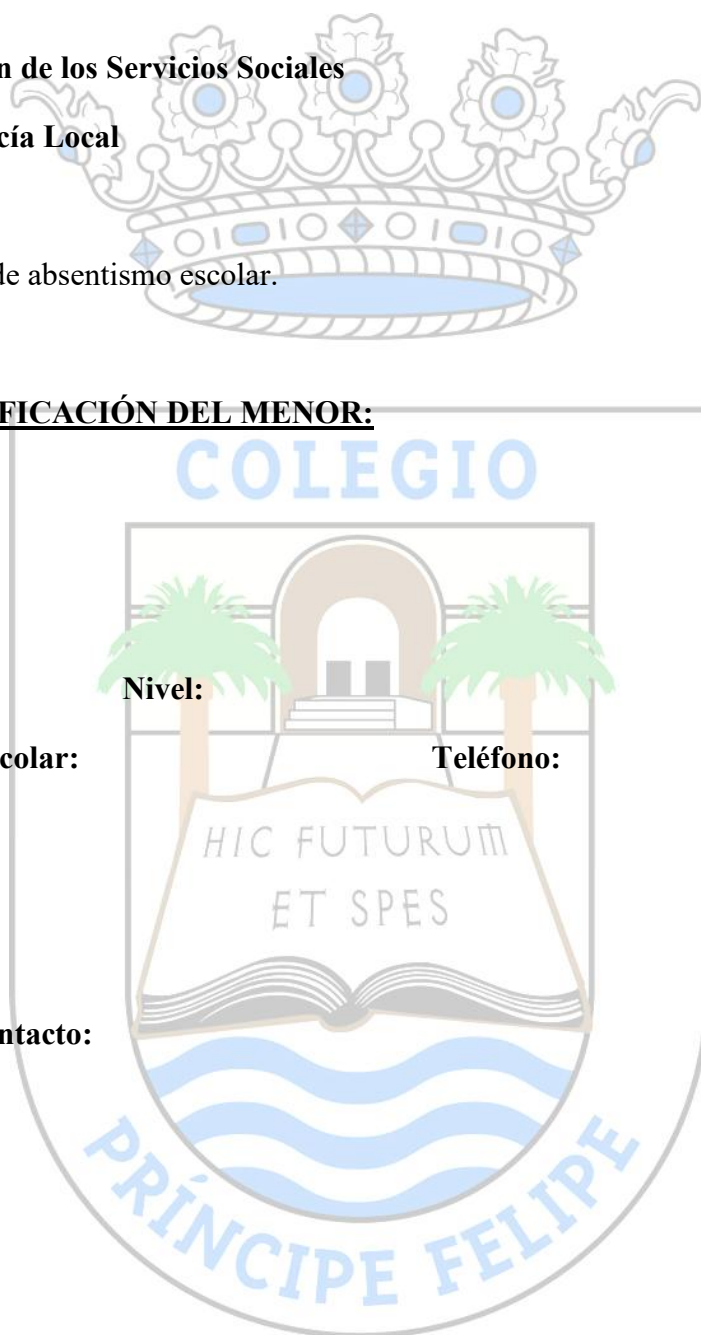 n de los Servicios Sociales
cía Local
de absentismo escolar.
FICACIÓN DEL MENOR:
COLEGIO
Nivel:
colar: Teléfono:
HIC FUTURUM
ET SPES
ntacto:
PRÍNCIPE FELIPE